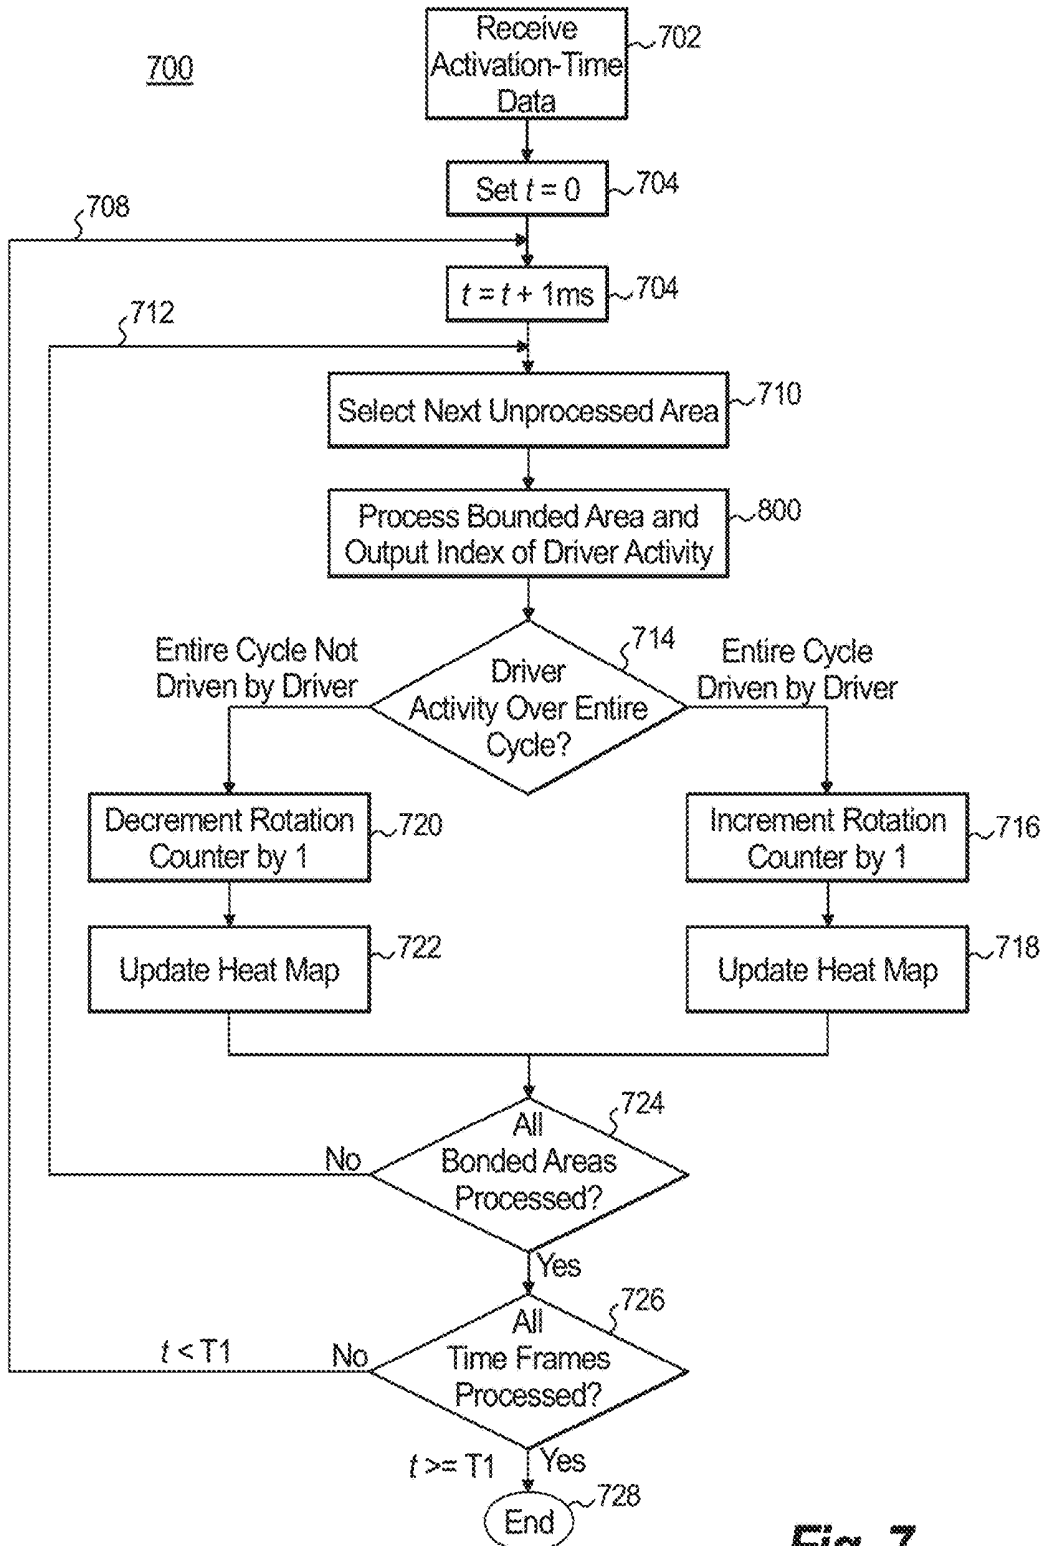 700
Receive
Activation-Time
Data
702
Set t = 0
704
708
t = t + 1ms
704
712
Select Next Unprocessed Area
710
Process Bounded Area and
Output Index of Driver Activity
800
Entire Cycle Not
Driven by Driver
Driver
Activity Over Entire
Cycle?
714
Entire Cycle
Driven by Driver
Decrement Rotation
Counter by 1
720
Increment Rotation
Counter by 1
716
Update Heat Map
722
Update Heat Map
718
All
Bonded Areas
Processed?
724
No
Yes
All
Time Frames
Processed?
726
t < T1
No
t >= T1
Yes
End
728
Fig. 7